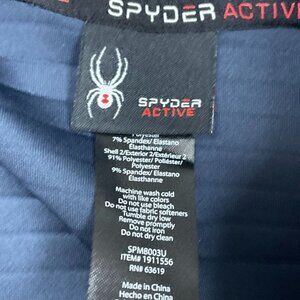 SPYDER ACTIVE
SPYDER
ACTIVE
Polyester
7% Spandex/ Elastano
Elasthanne
Shell 2/Exterior 2/Extérieur 2
91% Polyester/ Poliéster/
Polyester
9% Spandex/ Elastano
Elasthanne
Machine wash cold
with like colors
Do not use bleach
Do not use fabric softeners
Tumble dry low
Remove promptly
Do not iron
Do not dry clean
SPMB003U
ITEM# 1911556
RN# 63619
Made in China
Hecho en China